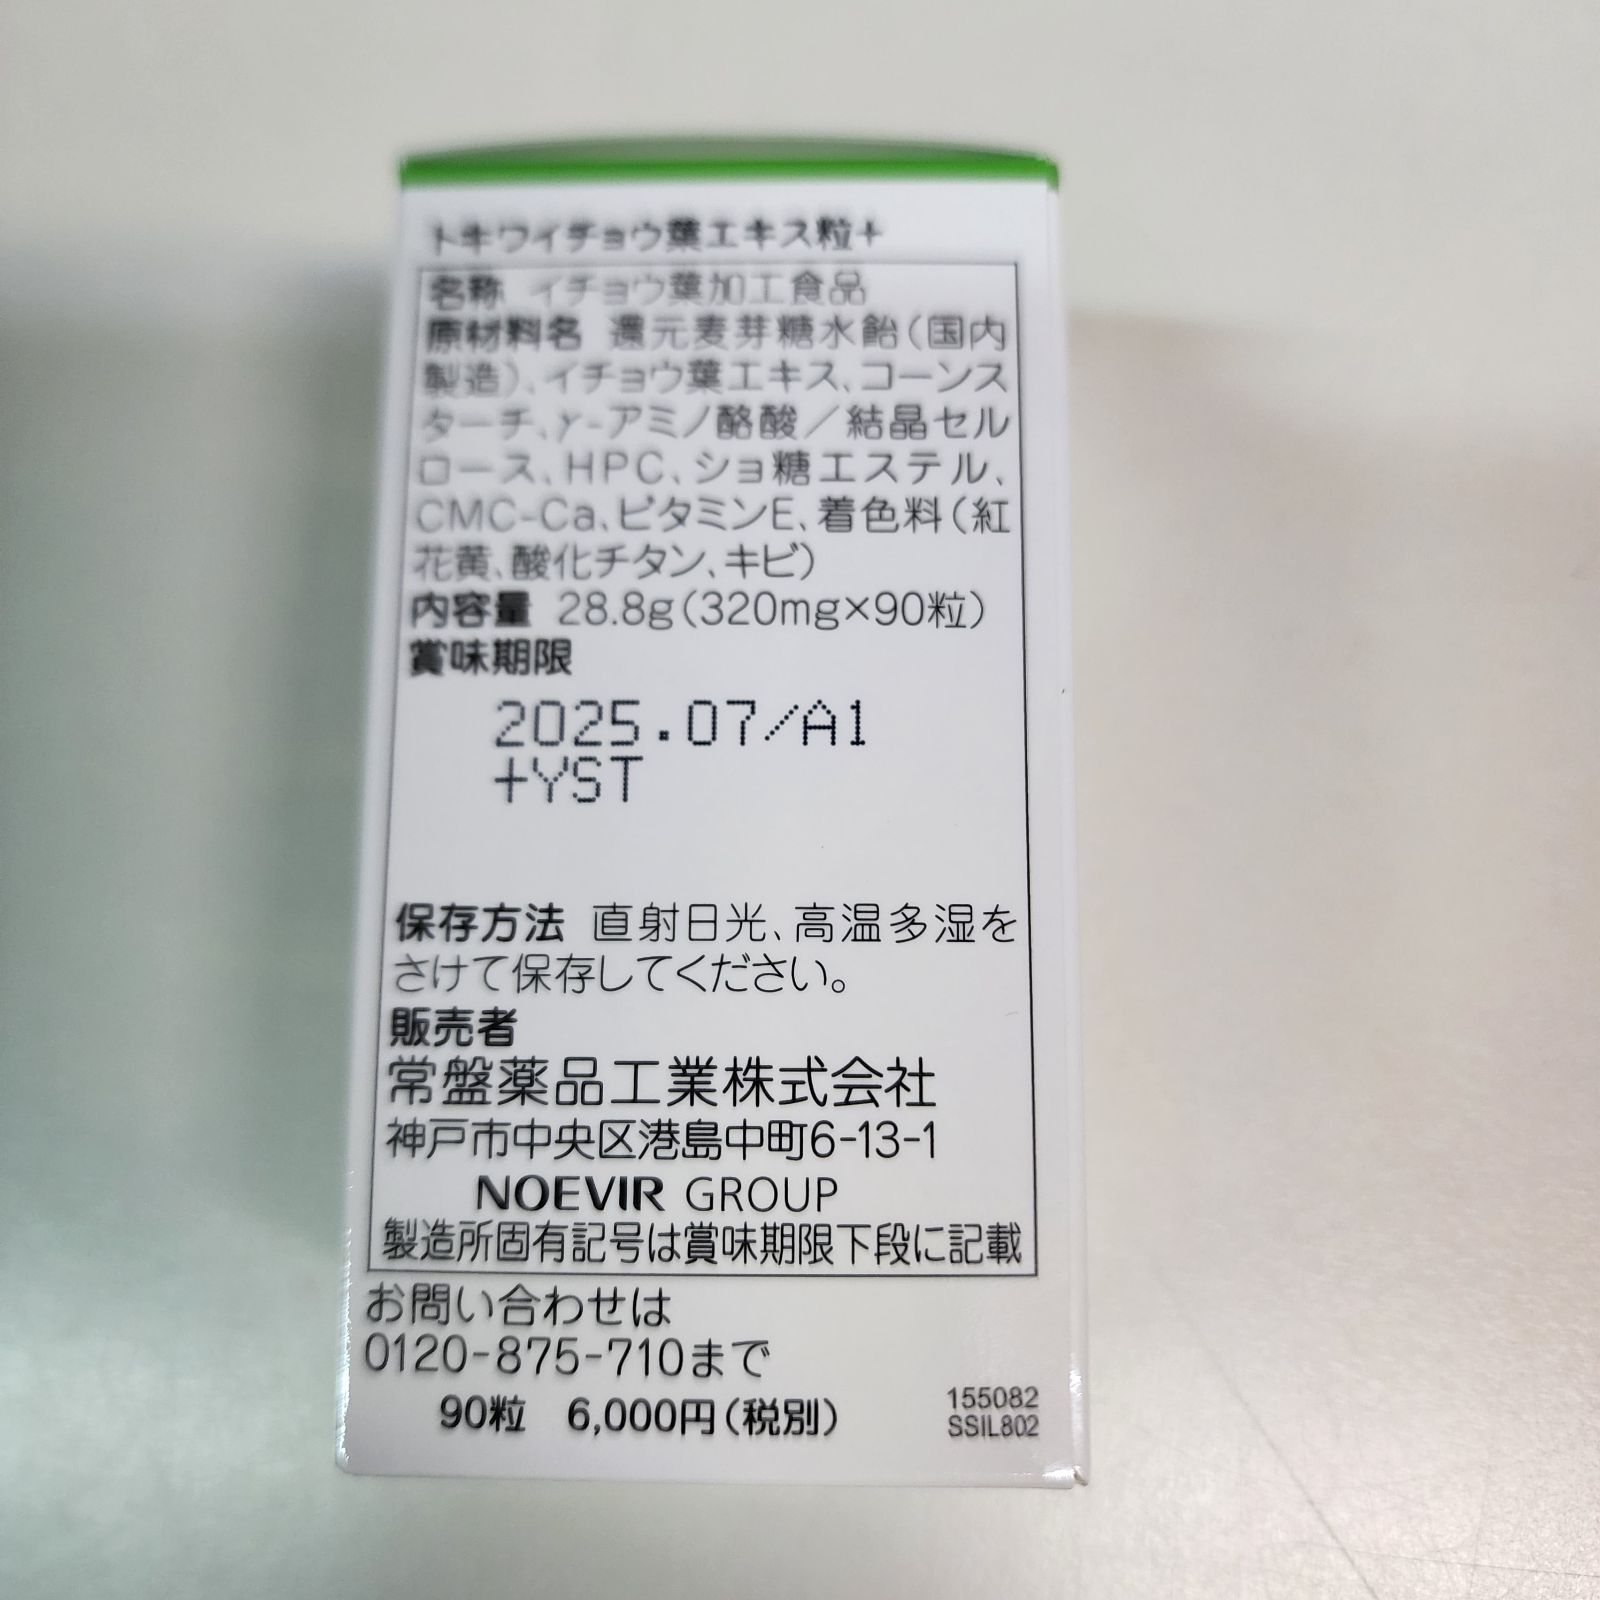 トキワイチョウ葉エキス粒+
名称 イチョウ葉加工食品
原材料名 還元麦芽糖水飴(国内
製造)、イチョウ葉エキス、コーンス
ターチ、γ-アミノ酪酸／結晶セル
ロース、HPC、ショ糖エステル、
CMC-Ca、ビタミンE、着色料(紅
花黄、酸化チタン、キビ)
内容量 28.8g(320mg×90粒)
賞味期限
2025.07/A1
+YST
保存方法 直射日光、高温多湿を
さけて保存してください。
販売者
常盤薬品工業株式会社
神戸市中央区港島中町6-13-1
NOEVIR GROUP
製造所固有記号は賞味期限下段に記載
お問い合わせは
0120-875-710まで
90粒 6,000円(税別)
155082
SSIL802